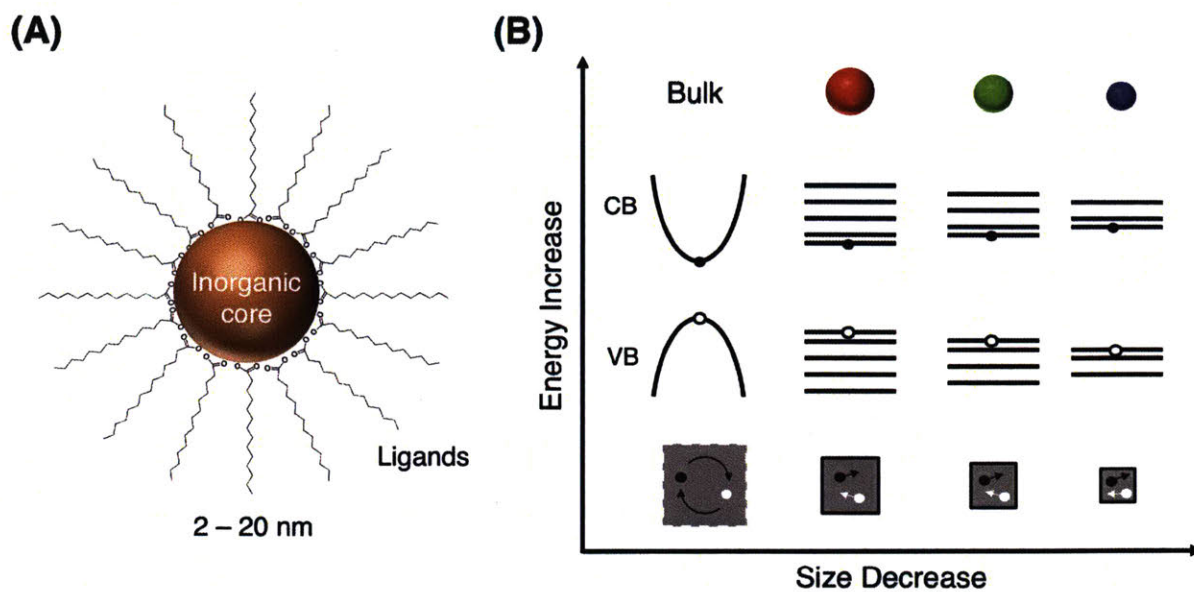 (A)
Inorganic
core
Ligands
2 – 20 nm
(B)
Bulk
CB
VB
Energy Increase
Size Decrease